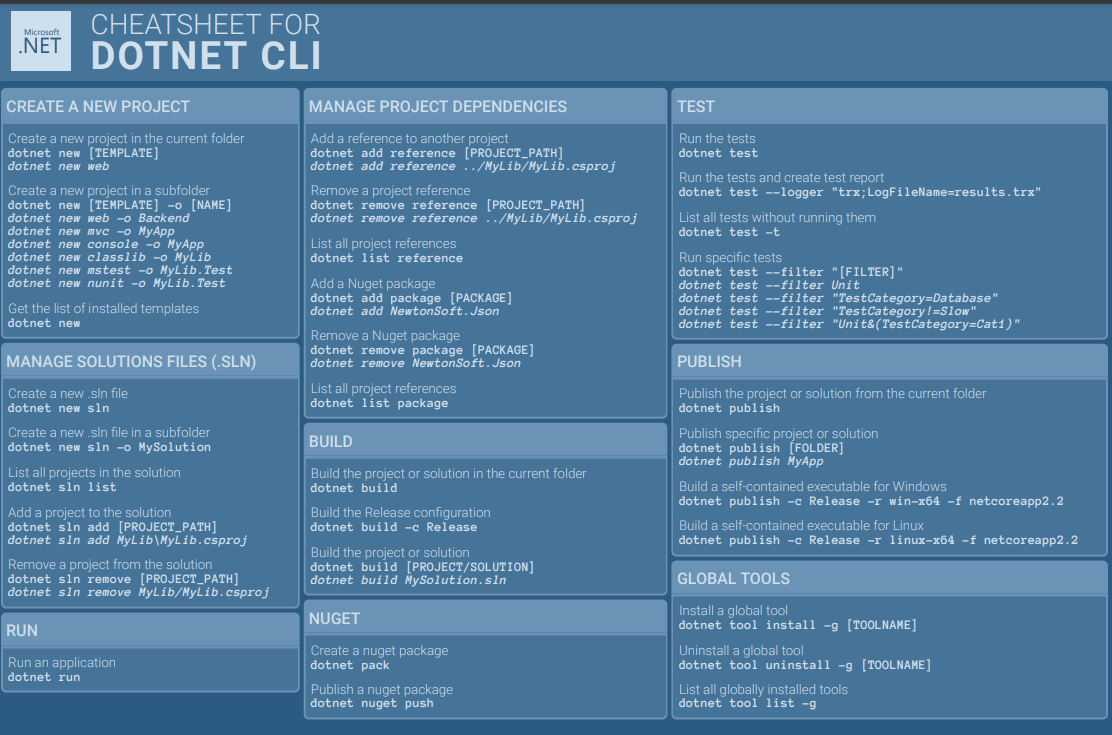 Microsoft
.NET
CHEATSHEET FOR
DOTNET CLI
CREATE A NEW PROJECT
Create a new project in the current folder
dotnet new [TEMPLATE]
dotnet new web
Create a new project in a subfolder
dotnet new [TEMPLATE] -o [NAME]
dotnet new web -o Backend
dotnet new mvc -o MyApp
dotnet new console -o MyApp
dotnet new classlib -o MyLib
dotnet new mstest -o MyLib.Test
dotnet new nunit -o MyLib.Test
Get the list of installed templates
dotnet new
MANAGE SOLUTIONS FILES (.SLN)
Create a new .sln file
dotnet new sln
Create a new .sln file in a subfolder
dotnet new sln -o MySolution
List all projects in the solution
dotnet sln list
Add a project to the solution
dotnet sln add [PROJECT_PATH]
dotnet sln add MyLib\MyLib.csproj
Remove a project from the solution
dotnet sln remove [PROJECT_PATH]
dotnet sln remove MyLib/MyLib.csproj
RUN
Run an application
dotnet run
MANAGE PROJECT DEPENDENCIES
Add a reference to another project
dotnet add reference [PROJECT_PATH]
dotnet add reference ../MyLib/MyLib.csproj
Remove a project reference
dotnet remove reference [PROJECT_PATH]
dotnet remove reference ../MyLib/MyLib.csproj
List all project references
dotnet list reference
Add a Nuget package
dotnet add package [PACKAGE]
dotnet add NewtonSoft.Json
Remove a Nuget package
dotnet remove package [PACKAGE]
dotnet remove NewtonSoft.Json
List all project references
dotnet list package
BUILD
Build the project or solution in the current folder
dotnet build
Build the Release configuration
dotnet build -c Release
Build the project or solution
dotnet build [PROJECT/SOLUTION]
dotnet build MySolution.sln
NUGET
Create a nuget package
dotnet pack
Publish a nuget package
dotnet nuget push
TEST
Run the tests
dotnet test
Run the tests and create test report
dotnet test --logger "trx;LogFileName=results.trx"
List all tests without running them
dotnet test -t
Run specific tests
dotnet test --filter "[FILTER]"
dotnet test --filter Unit
dotnet test --filter "TestCategory=Database"
dotnet test --filter "TestCategory!=Slow"
dotnet test --filter "Unit&(TestCategory=Cat1)"
PUBLISH
Publish the project or solution from the current folder
dotnet publish
Publish specific project or solution
dotnet publish [FOLDER]
dotnet publish MyApp
Build a self-contained executable for Windows
dotnet publish -c Release -r win-x64 -f netcoreapp2.2
Build a self-contained executable for Linux
dotnet publish -c Release -r linux-x64 -f netcoreapp2.2
GLOBAL TOOLS
Install a global tool
dotnet tool install -g [TOOLNAME]
Uninstall a global tool
dotnet tool uninstall -g [TOOLNAME]
List all globally installed tools
dotnet tool list -g